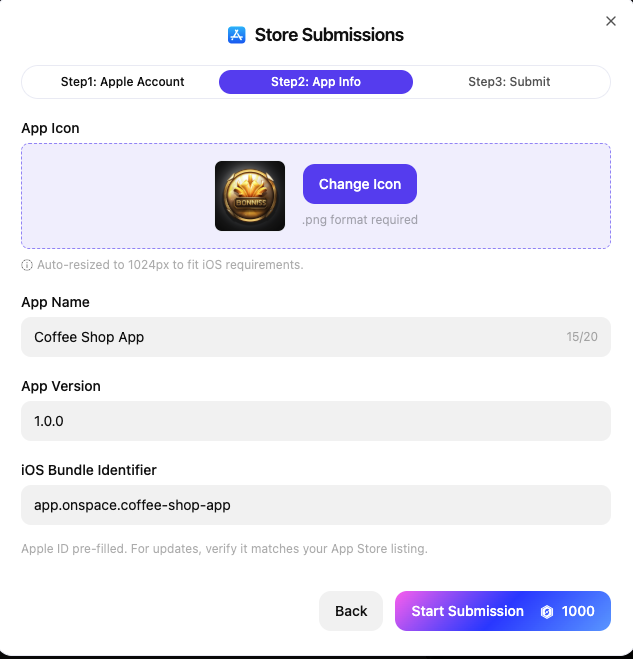 Store Submissions
Step1: Apple Account
Step2: App Info
Step3: Submit
App Icon
BONNISS
Change Icon
.png format required
Auto-resized to 1024px to fit iOS requirements.
App Name
Coffee Shop App
15/20
App Version
1.0.0
iOS Bundle Identifier
app.onspace.coffee-shop-app
Apple ID pre-filled. For updates, verify it matches your App Store listing.
Back
Start Submission 1000